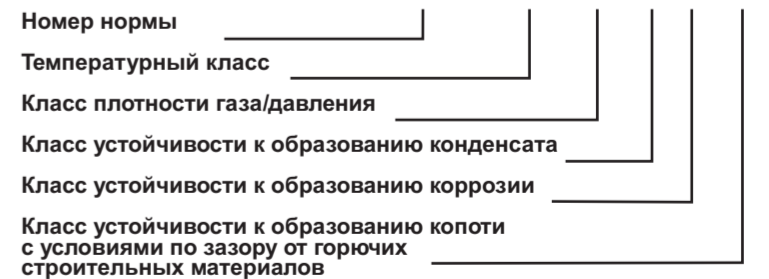 Номер нормы
Температурный класс
Класс плотности газа/давления
Класс устойчивости к образованию конденсата
Класс устойчивости к образованию коррозии
Класс устойчивости к образованию копоти
с условиями по зазору от горючих
строительных материалов